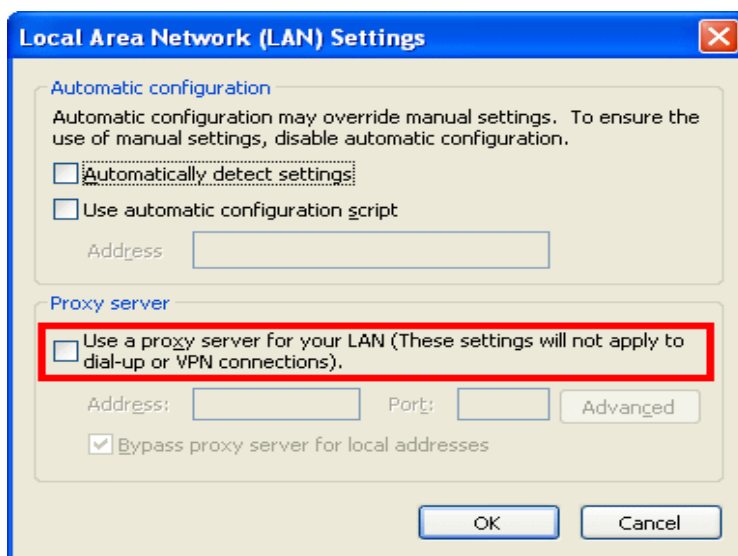 Local Area Network (LAN) Settings
Automatic configuration
Automatic configuration may override manual settings. To ensure the
use of manual settings, disable automatic configuration.
Automatically detect settings
Use automatic configuration script
Address
Proxy server
Use a proxy server for your LAN (These settings will not apply to
dial-up or VPN connections).
Address: Port: Advanced
Bypass proxy server for local addresses
OK Cancel